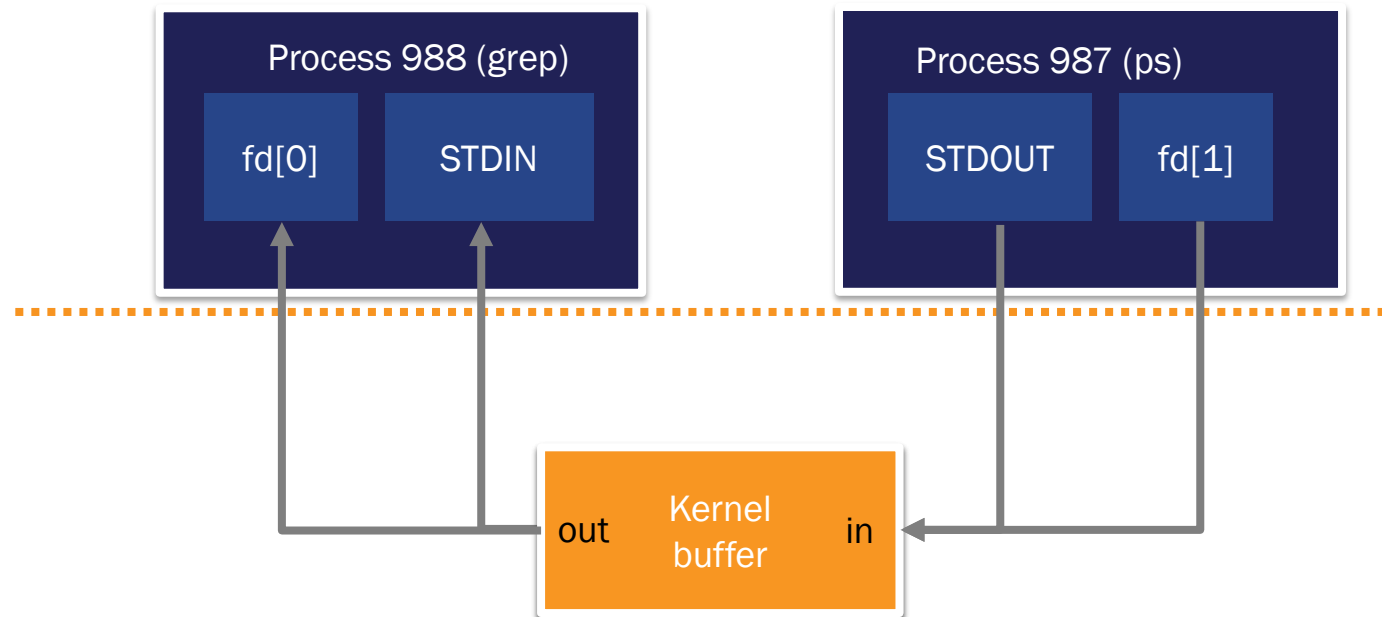 Process 988 (grep)
fd[0]
STDIN
Process 987 (ps)
STDOUT
fd[1]
out
Kernel
buffer
in